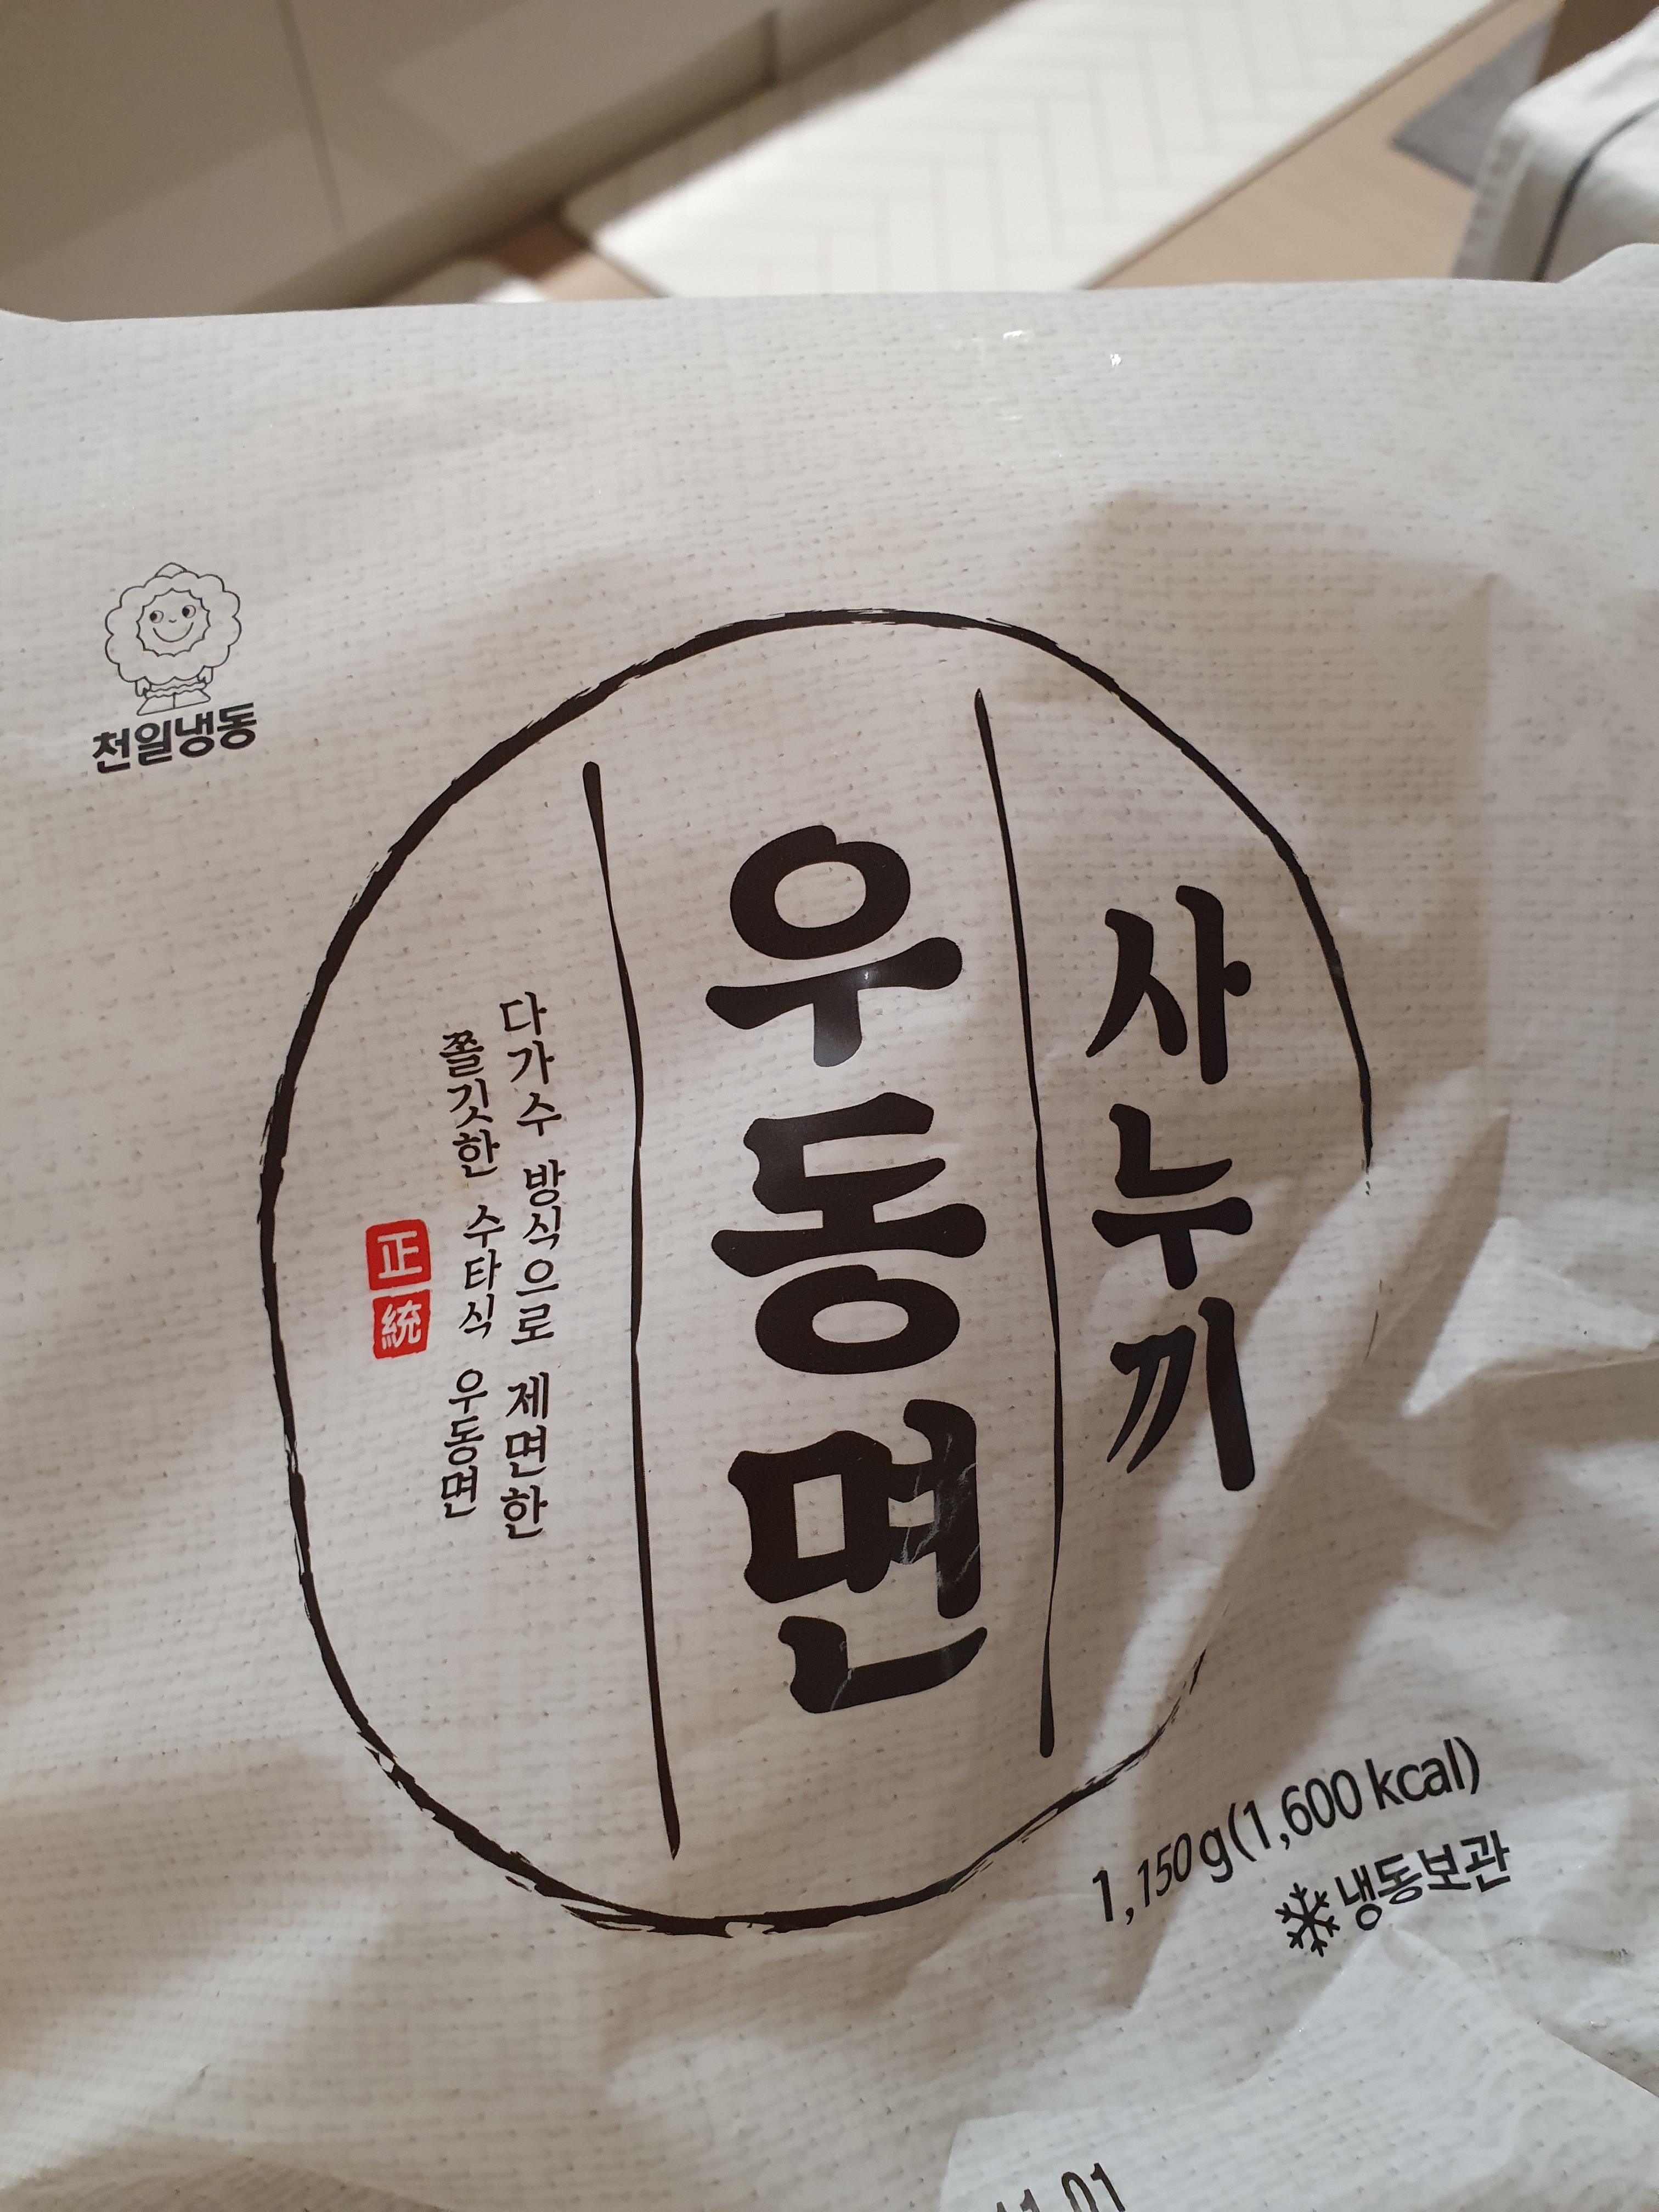 천일냉동
사누끼
우동면
다가수 방식으로 제면한
쫄깃한 수타식 우동면
正統
1,150g(1,600 kcal)
냉동보관